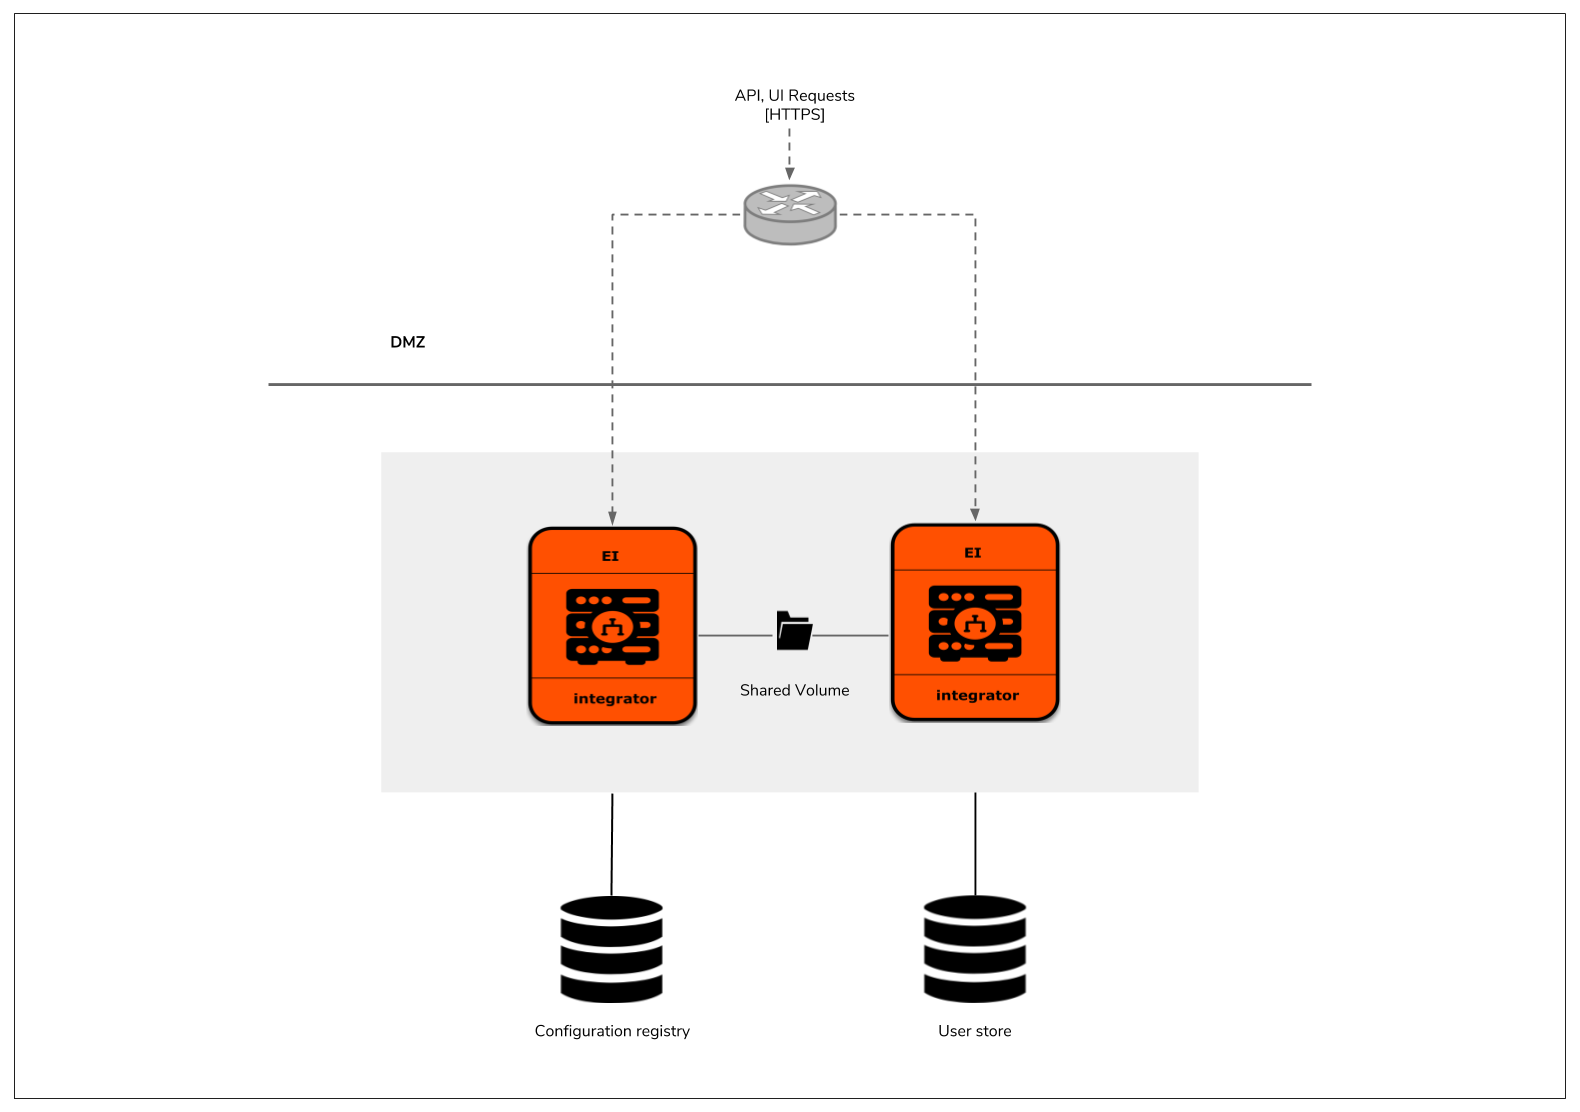 API, UI Requests
[HTTPS]
DMZ
EI
EI
integrator
integrator
Shared Volume
Configuration registry
User store